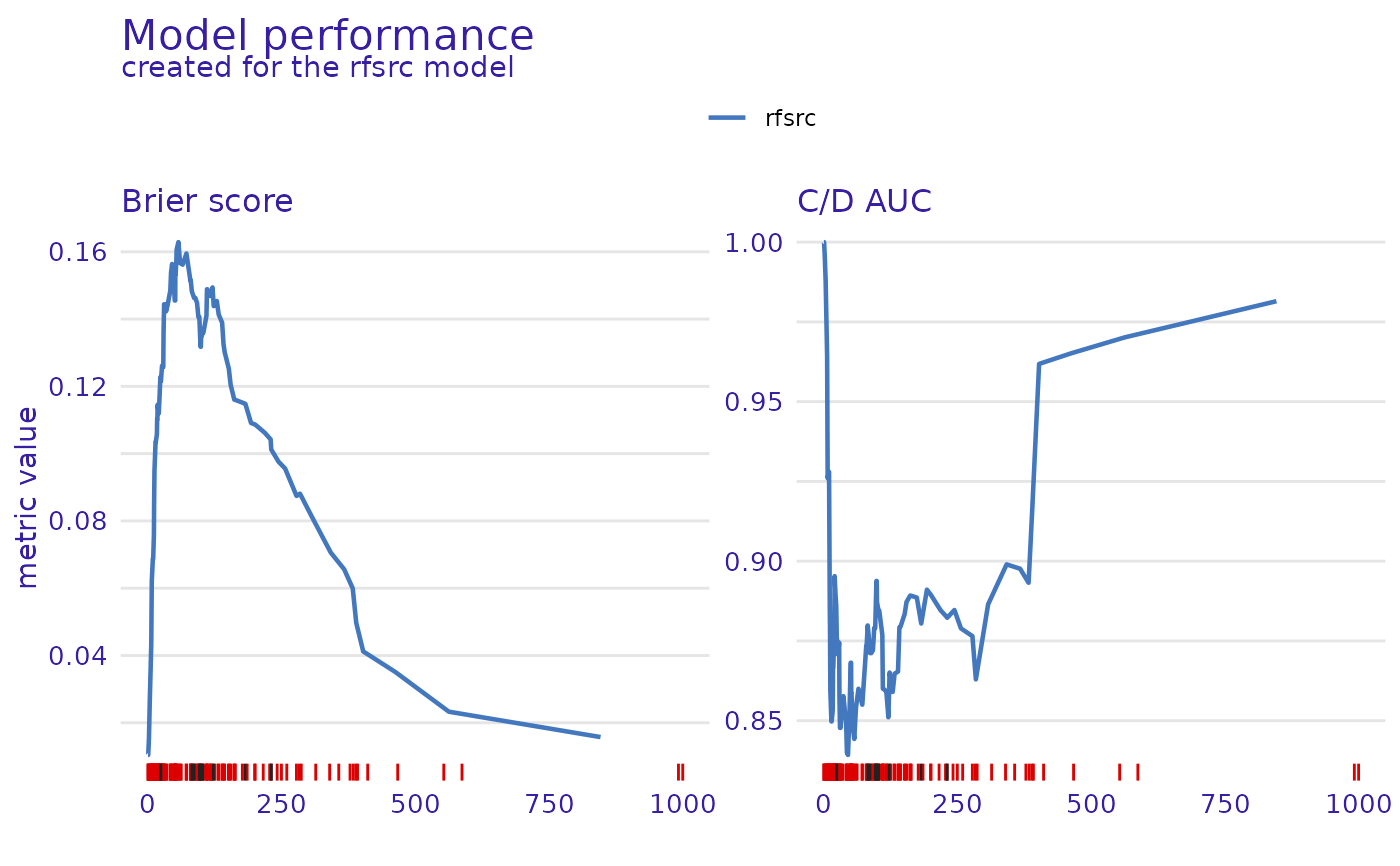 Model performance
created for the rfsrc model
rfsrc
Brier score
C/D AUC
metric value
0.16
0.12
0.08
0.04
1.00
0.95
0.90
0.85
0 250 500 750 1000
0 250 500 750 1000